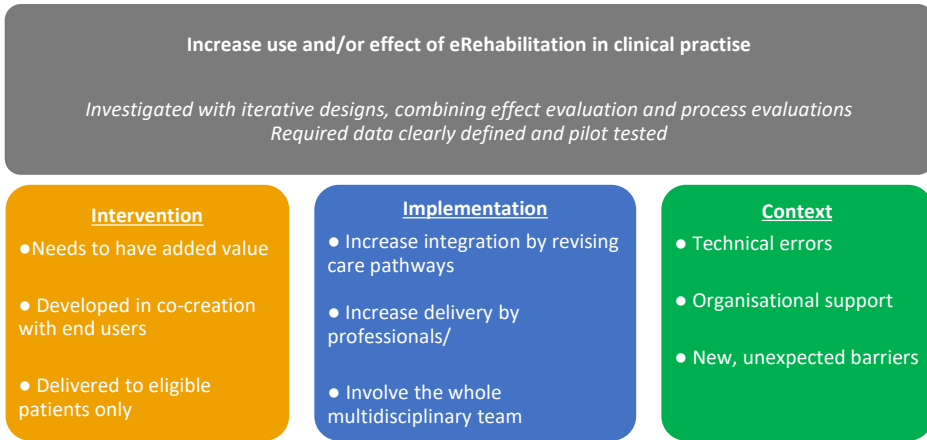 Increase use and/or effect of eRehabilitation in clinical practise
Investigated with iterative designs, combining effect evaluation and process evaluations
Required data clearly defined and pilot tested
Intervention
●Needs to have added value
● Developed in co-creation
with end users
● Delivered to eligible
patients only
Implementation
● Increase integration by revising
care pathways
● Increase delivery by
professionals/
● Involve the whole
multidisciplinary team
Context
● Technical errors
● Organisational support
● New, unexpected barriers